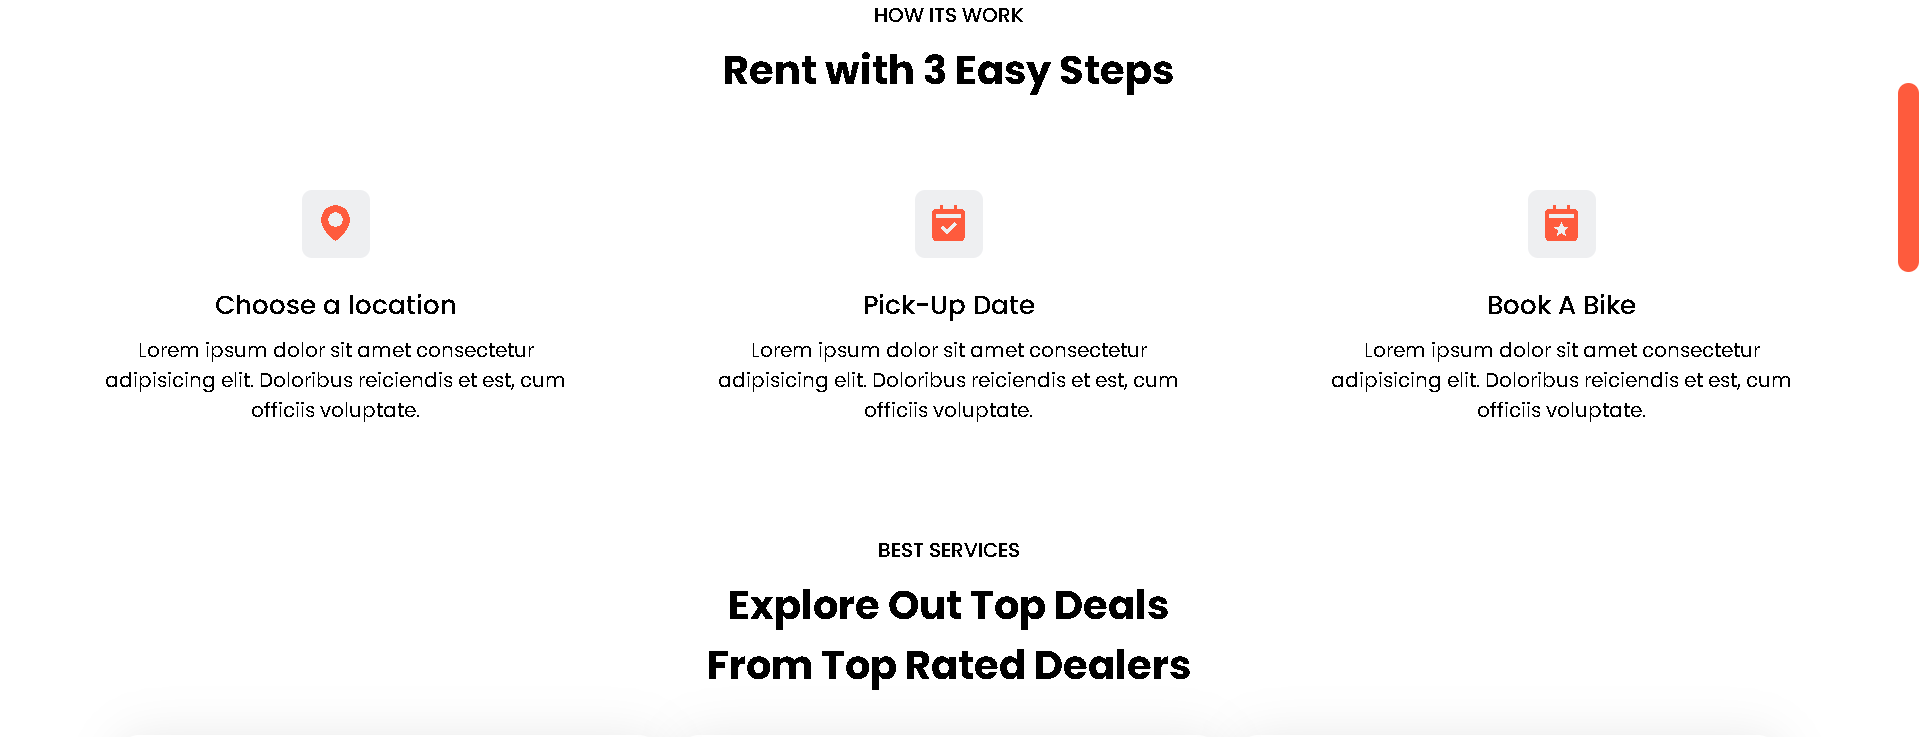 HOW ITS WORK
Rent with 3 Easy Steps
Choose a location
Lorem ipsum dolor sit amet consectetur
adipisicing elit. Doloribus reiciendis et est, cum
officiis voluptate.
Pick-Up Date
Lorem ipsum dolor sit amet consectetur
adipisicing elit. Doloribus reiciendis et est, cum
officiis voluptate.
Book A Bike
Lorem ipsum dolor sit amet consectetur
adipisicing elit. Doloribus reiciendis et est, cum
officiis voluptate.
BEST SERVICES
Explore Out Top Deals
From Top Rated Dealers